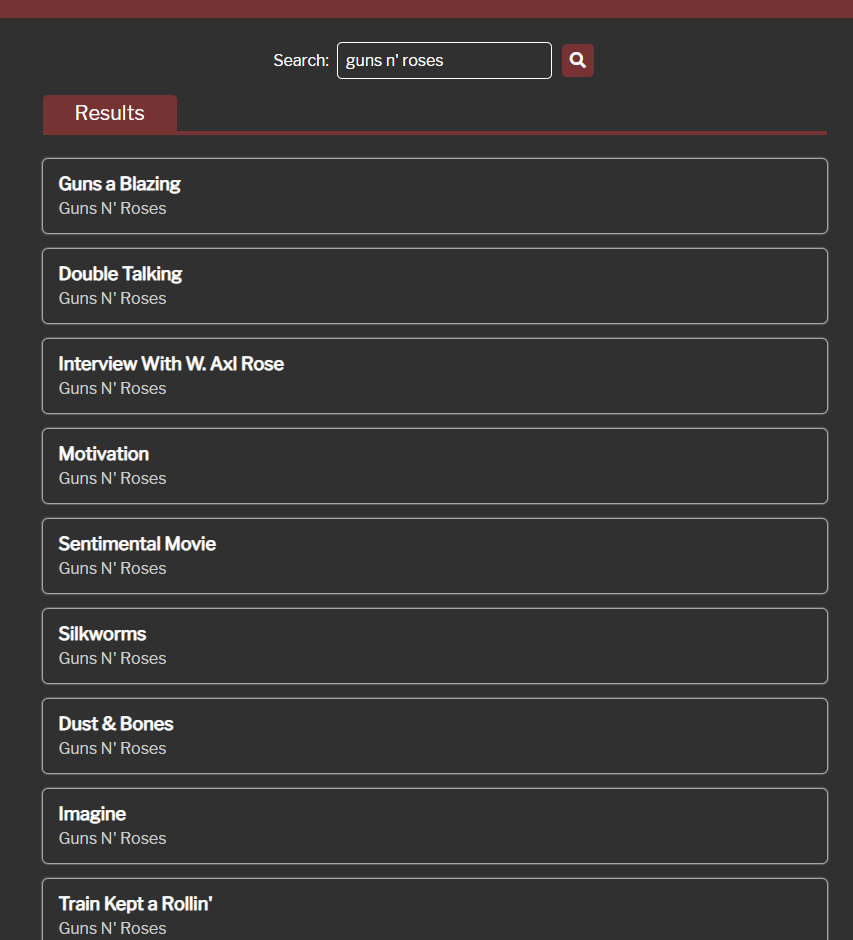 Search: guns n' roses
Results
Guns a Blazing
Guns N' Roses
Double Talking
Guns N' Roses
Interview With W. Axl Rose
Guns N' Roses
Motivation
Guns N' Roses
Sentimental Movie
Guns N' Roses
Silkworms
Guns N' Roses
Dust & Bones
Guns N' Roses
Imagine
Guns N' Roses
Train Kept a Rollin'
Guns N' Roses